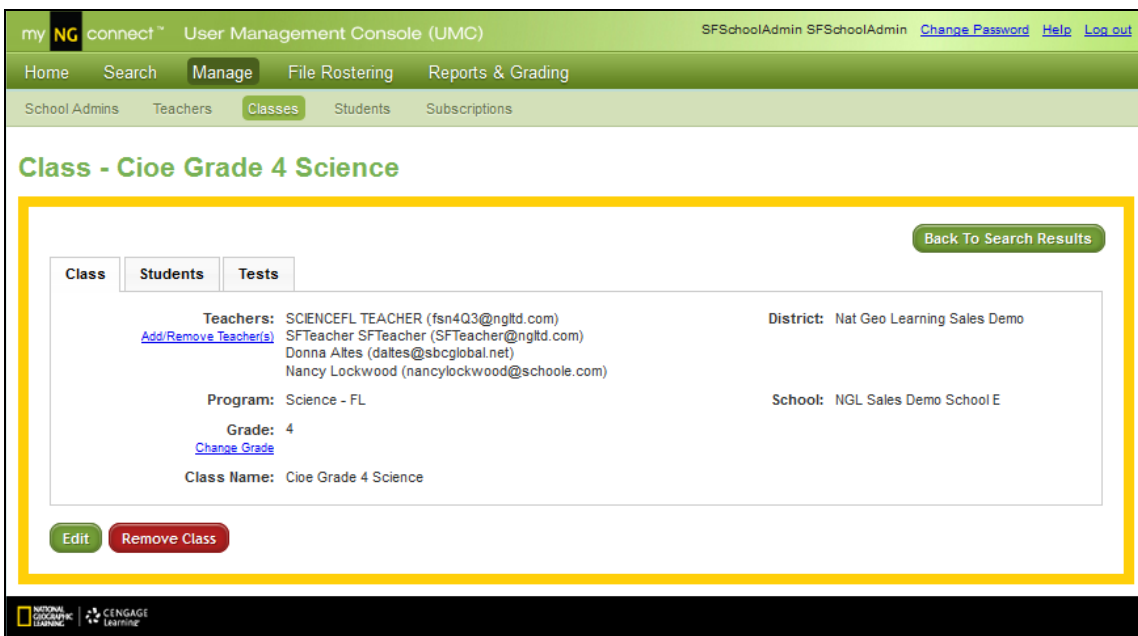 my NG connect™ User Management Console (UMC)
SFSchoolAdmin SFSchoolAdmin Change Password Help Log out
Home Search Manage File Rostering Reports & Grading
School Admins Teachers Classes Students Subscriptions
Class - Cioe Grade 4 Science
Back To Search Results
Class Students Tests
Teachers: SCIENCEFL TEACHER (fsn4Q3@ngltd.com)
Add/Remove Teacher(s) SFTeacher SFTeacher (SFTeacher@ngltd.com)
Donna Altes (daltes@sbcglobal.net)
Nancy Lockwood (nancylockwood@schoole.com)
District: Nat Geo Learning Sales Demo
Program: Science - FL
School: NGL Sales Demo School E
Grade: 4
Change Grade
Class Name: Cioe Grade 4 Science
Edit Remove Class
NATIONAL GEOGRAPHIC LEARNING
CENGAGE Learning